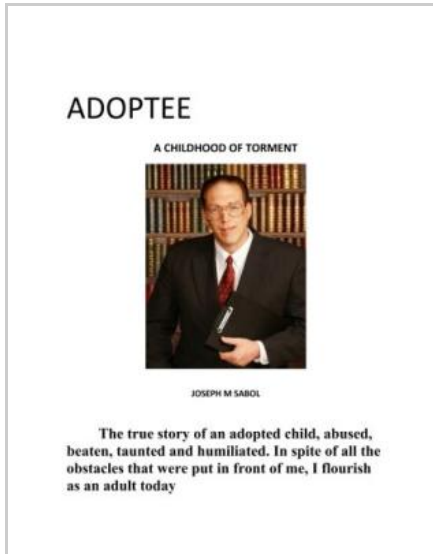 ADOPTEE
A CHILDHOOD OF TORMENT
JOSEPH M SABOL
The true story of an adopted child, abused,
beaten, taunted and humiliated. In spite of all the
obstacles that were put in front of me, I flourish
as an adult today